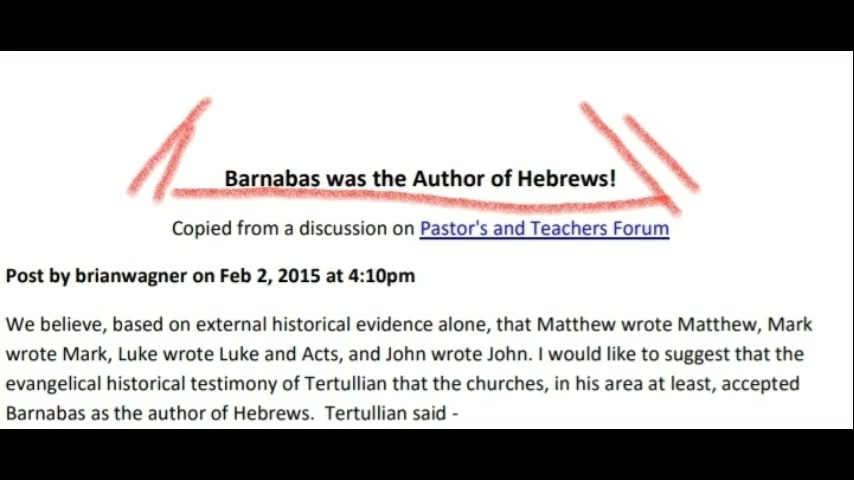 Barnabas was the Author of Hebrews!
Copied from a discussion on Pastor's and Teachers Forum
Post by brianwagner on Feb 2, 2015 at 4:10pm
We believe, based on external historical evidence alone, that Matthew wrote Matthew, Mark
wrote Mark, Luke wrote Luke and Acts, and John wrote John. I would like to suggest that the
evangelical historical testimony of Tertullian that the churches, in his area at least, accepted
Barnabas as the author of Hebrews. Tertullian said -